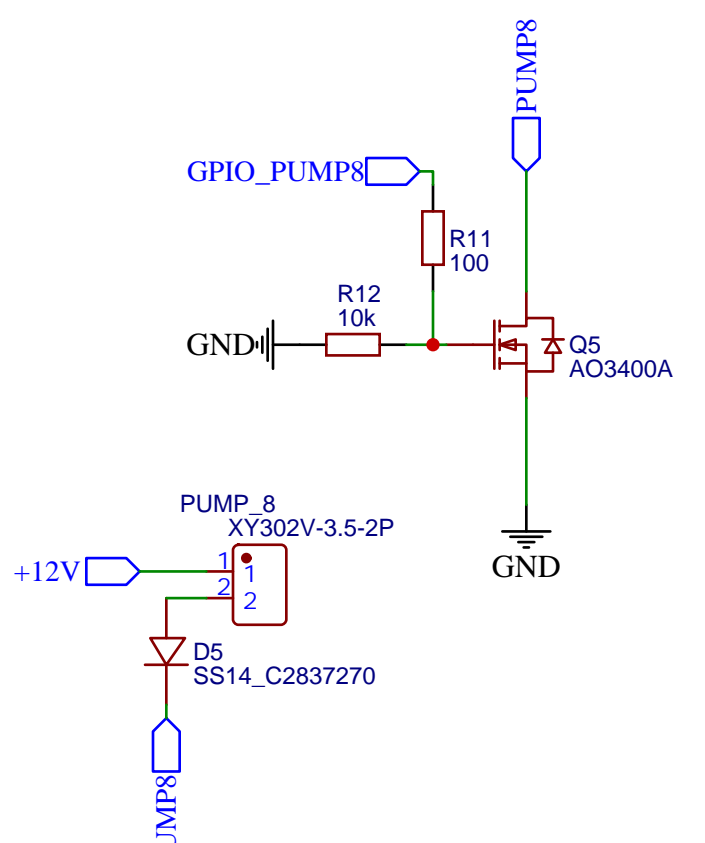 PUMP8
GPIO_PUMP8
R11
100
R12
10k
GND
Q5
AO3400A
GND
PUMP_8
XY302V-3.5-2P
+12V
1
1
2
2
D5
SS14_C2837270
UMP8